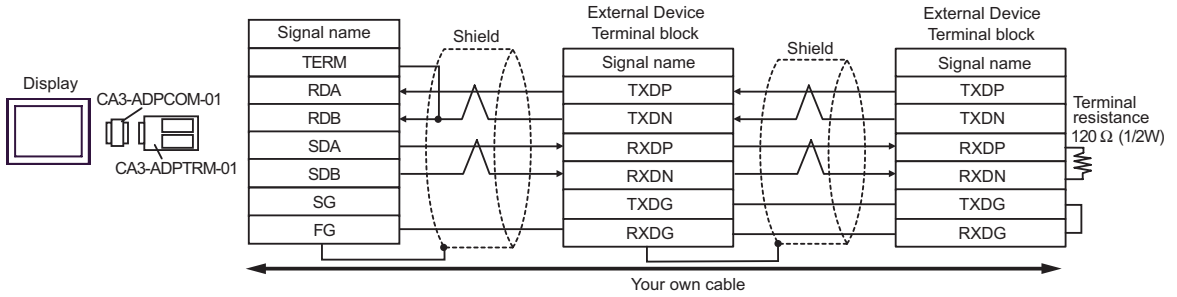 Display
CA3-ADPCOM-01
CA3-ADPTRM-01
Signal name
TERM
RDA
RDB
SDA
SDB
SG
FG
Shield
External Device
Terminal block
Signal name
TXDP
TXDN
RXDP
RXDN
TXDG
RXDG
Shield
External Device
Terminal block
Signal name
TXDP
TXDN
RXDP
RXDN
TXDG
RXDG
Terminal
resistance
120 Ω (1/2W)
Your own cable